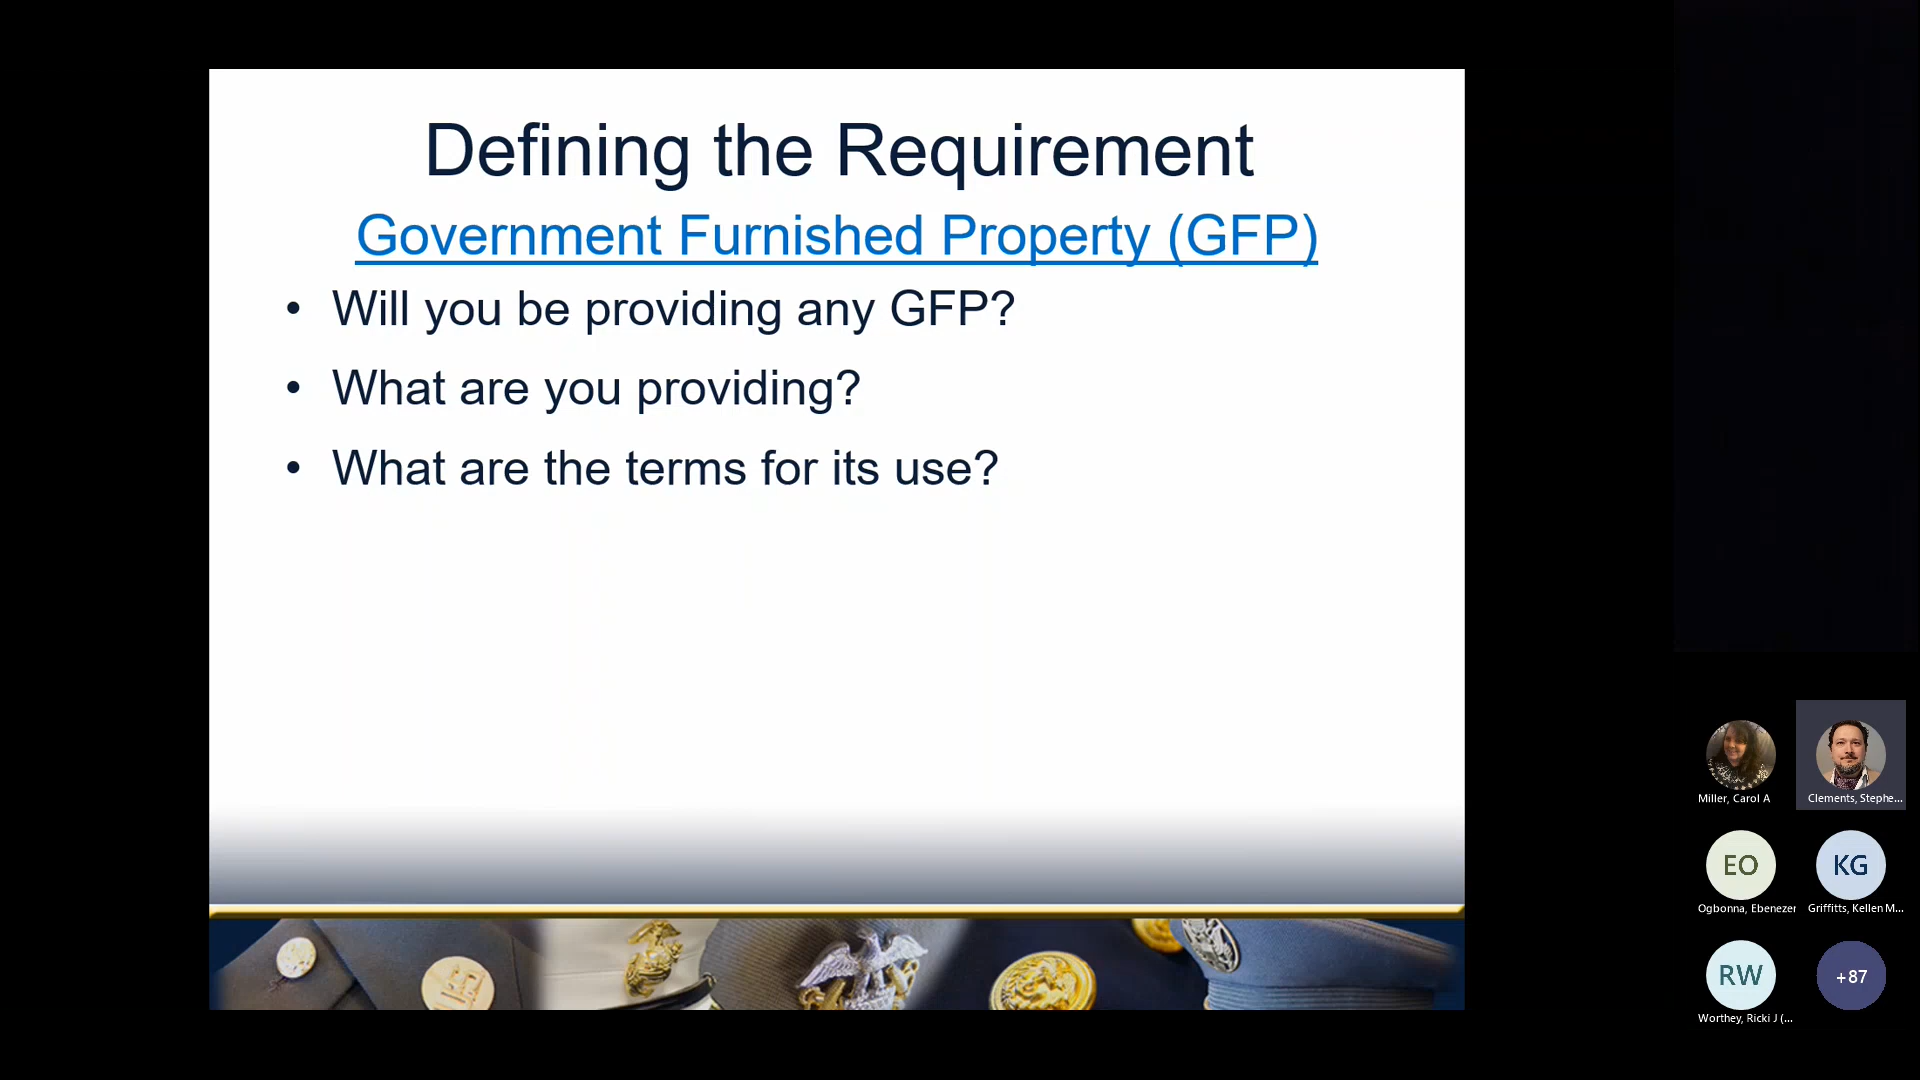 Defining the Requirement
Government Furnished Property (GFP)
• Will you be providing any GFP?
• What are you providing?
• What are the terms for its use?
Miller, Carol A
Clements, Stephe...
EO
KG
Ogbonna, Ebenezer
Griffitts, Kellen M...
RW
+87
Worthey, Ricki J (...